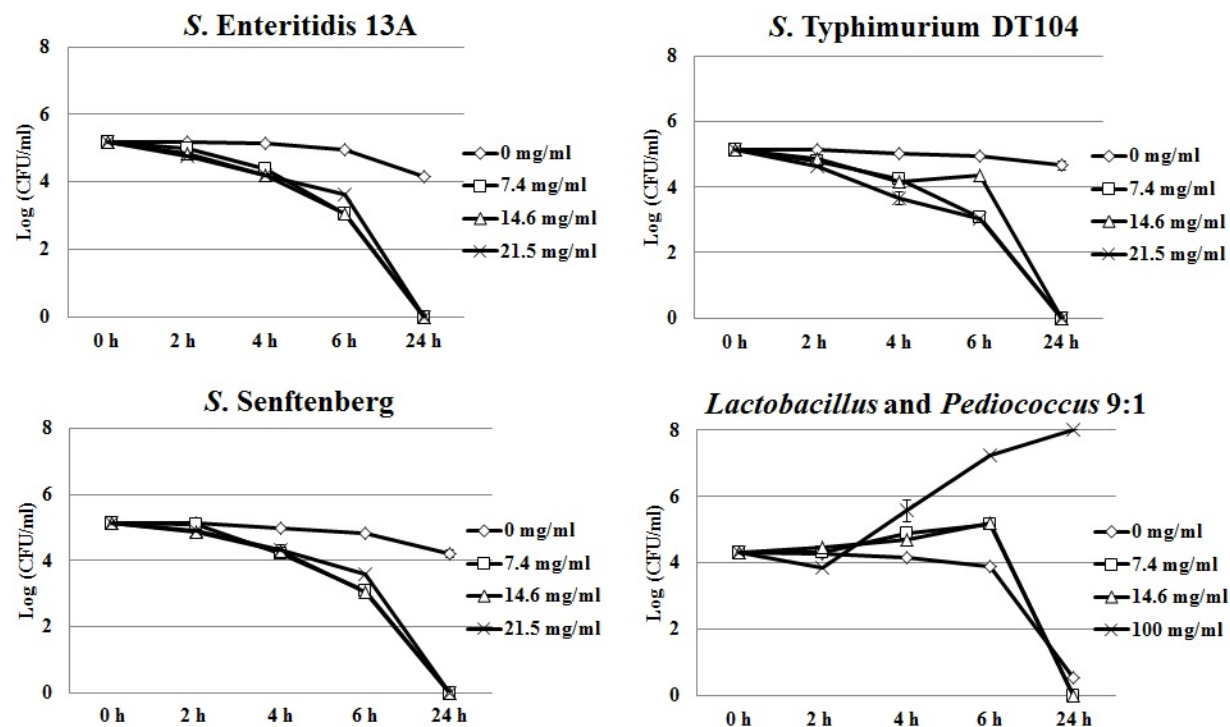 S. Enteritidis 13A
8
6
4
2
0
Log (CFU/ml)
0 h 2 h 4 h 6 h 24 h
0 mg/ml
7.4 mg/ml
14.6 mg/ml
21.5 mg/ml
S. Typhimurium DT104
8
6
4
2
0
Log (CFU/ml)
0 h 2 h 4 h 6 h 24 h
0 mg/ml
7.4 mg/ml
14.6 mg/ml
21.5 mg/ml
S. Senftenberg
8
6
4
2
0
Log (CFU/ml)
0 h 2 h 4 h 6 h 24 h
0 mg/ml
7.4 mg/ml
14.6 mg/ml
21.5 mg/ml
Lactobacillus and Pediococcus 9:1
8
6
4
2
0
Log (CFU/ml)
0 h 2 h 4 h 6 h 24 h
0 mg/ml
7.4 mg/ml
14.6 mg/ml
100 mg/ml